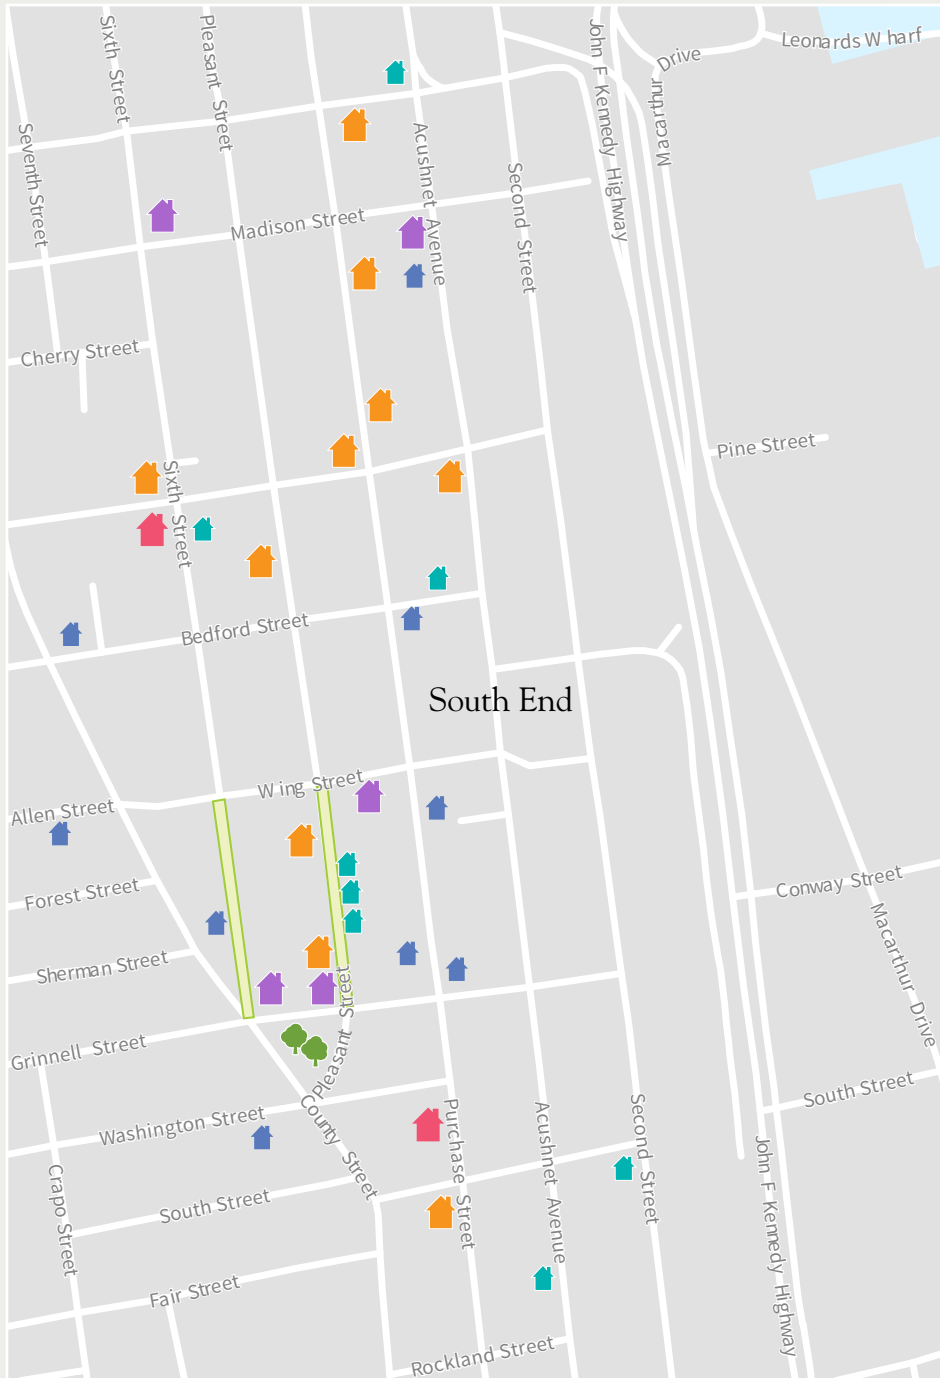 Sixth Street
Pleasant Street
John F Kennedy Highway
Leonards Wharf
Drive
Macarthur
Seventh Street
Acushnet Avenue
Second Street
Madison Street
Cherry Street
Pine Street
Sixth Street
Bedford Street
South End
Wing Street
Allen Street
Forest Street
Conway Street
Sherman Street
Macarthur Drive
Pleasant Street
Grinnell Street
South Street
Washington Street
County Street
Purchase Street
Acushnet Avenue
Second Street
John F Kennedy Highway
Crapo Street
South Street
Fair Street
Rockland Street